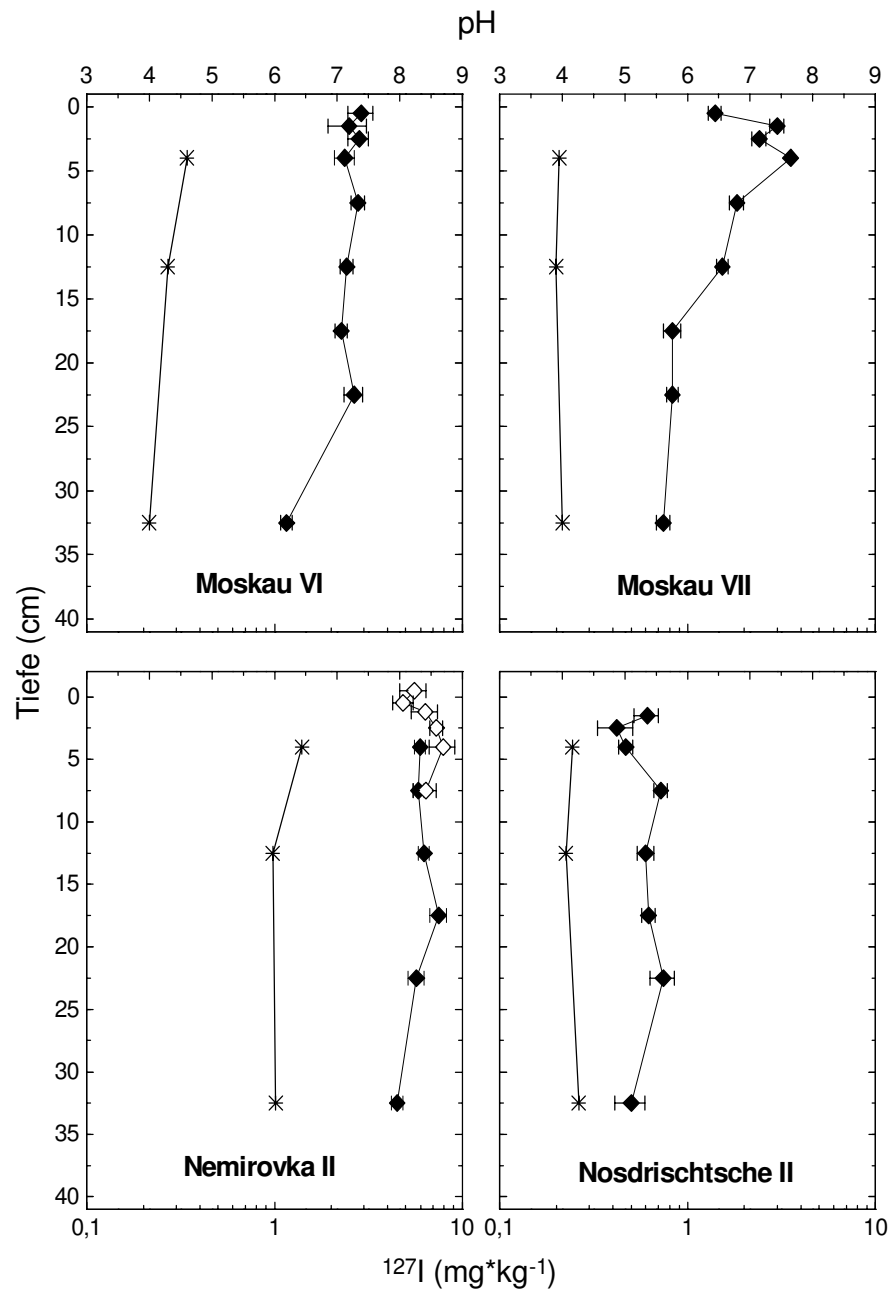 pH
3 4 5 6 7 8 9 3 4 5 6 7 8 9
0
5
10
15
20
25
30
35
40
Moskau VI Moskau VII
Tiefe (cm)
0
5
10
15
20
25
30
35
40
Nemirovka II Nosdrischtsche II
0,1 1 10 0,1 1 10
¹²⁷I (mg*kg⁻¹)